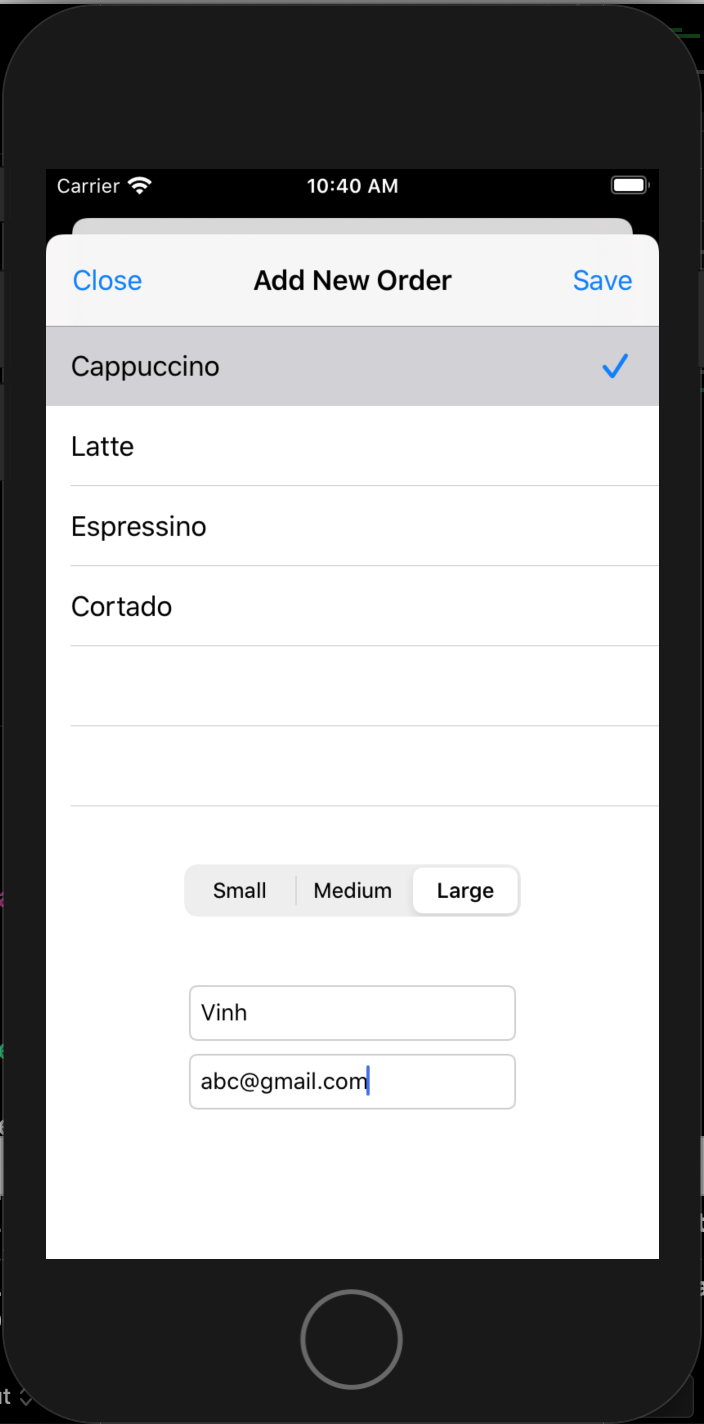 Carrier 10:40 AM
Close Add New Order Save
Cappuccino
Latte
Espressino
Cortado
Small Medium Large
Vinh
abc@gmail.com